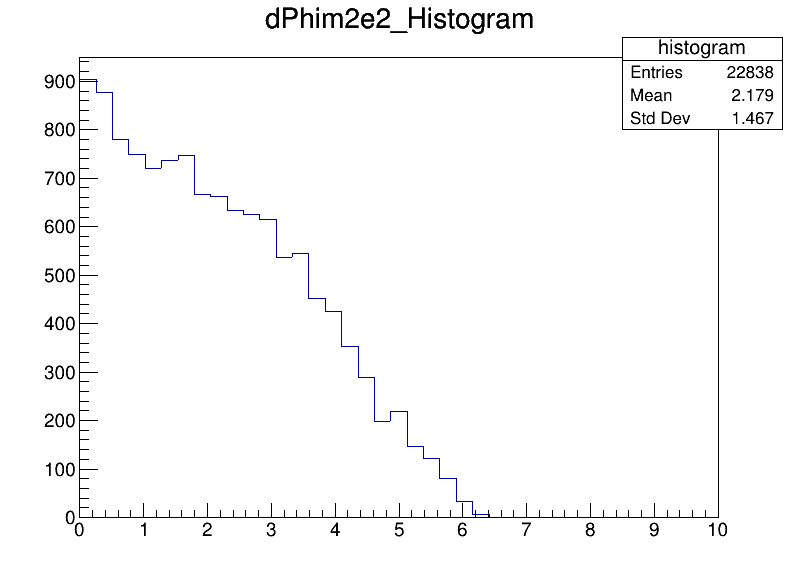 dPhim2e2_Histogram
histogram
Entries 22838
Mean 2.179
Std Dev 1.467
900
800
700
600
500
400
300
200
100
0
0 1 2 3 4 5 6 7 8 9 10